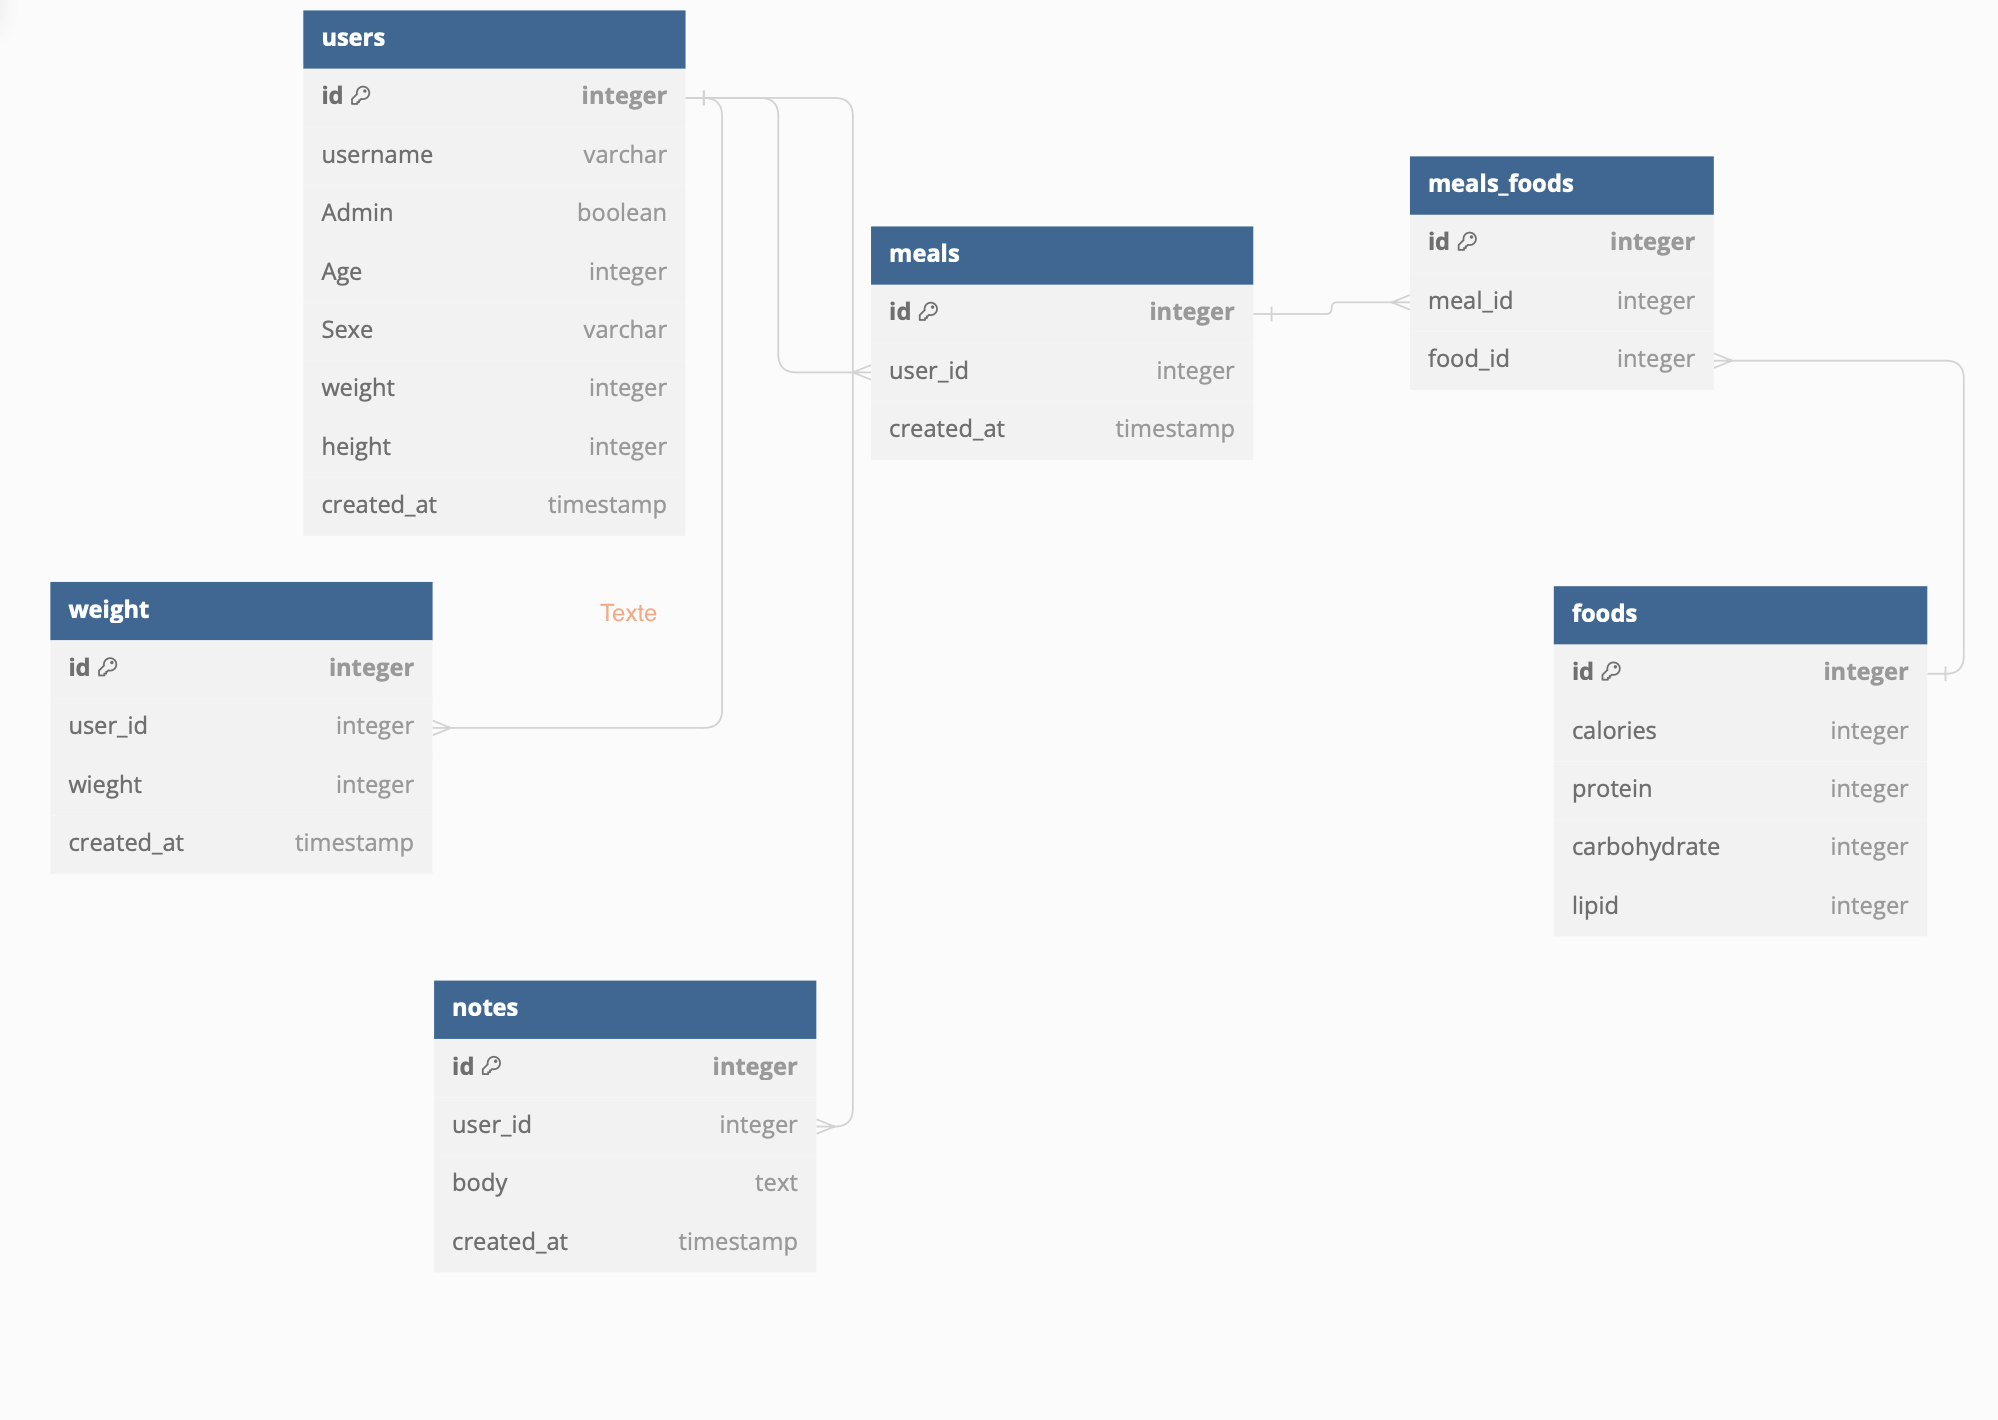 users
id integer
username varchar
Admin boolean
Age integer
Sexe varchar
weight integer
height integer
created_at timestamp
meals
id integer
user_id integer
created_at timestamp
meals_foods
id integer
meal_id integer
food_id integer
weight
id integer
user_id integer
wieght integer
created_at timestamp
Texte
foods
id integer
calories integer
protein integer
carbohydrate integer
lipid integer
notes
id integer
user_id integer
body text
created_at timestamp